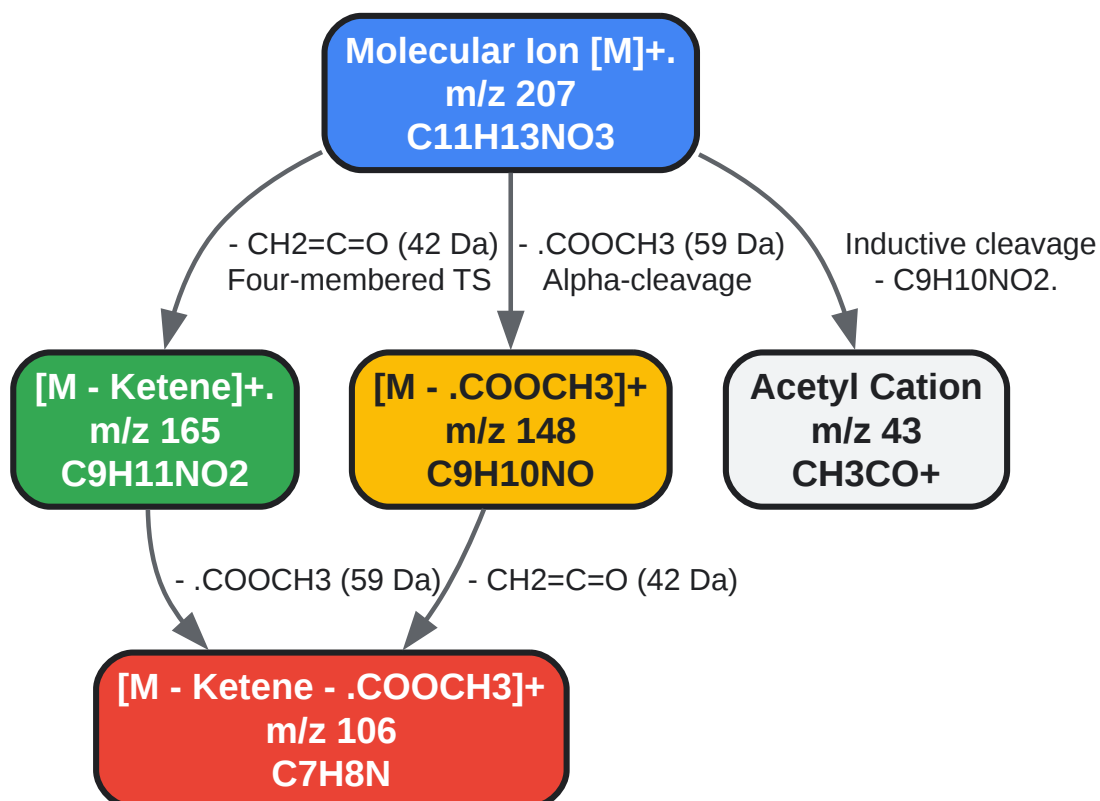 Molecular Ion [M]+.
m/z 207
C11H13NO3
- CH2=C=O (42 Da)
Four-membered TS
- .COOCH3 (59 Da)
Alpha-cleavage
Inductive cleavage
- C9H10NO2.
[M - Ketene]+.
m/z 165
C9H11NO2
[M - .COOCH3]+
m/z 148
C9H10NO
Acetyl Cation
m/z 43
CH3CO+
- .COOCH3 (59 Da)
- CH2=C=O (42 Da)
[M - Ketene - .COOCH3]+
m/z 106
C7H8N